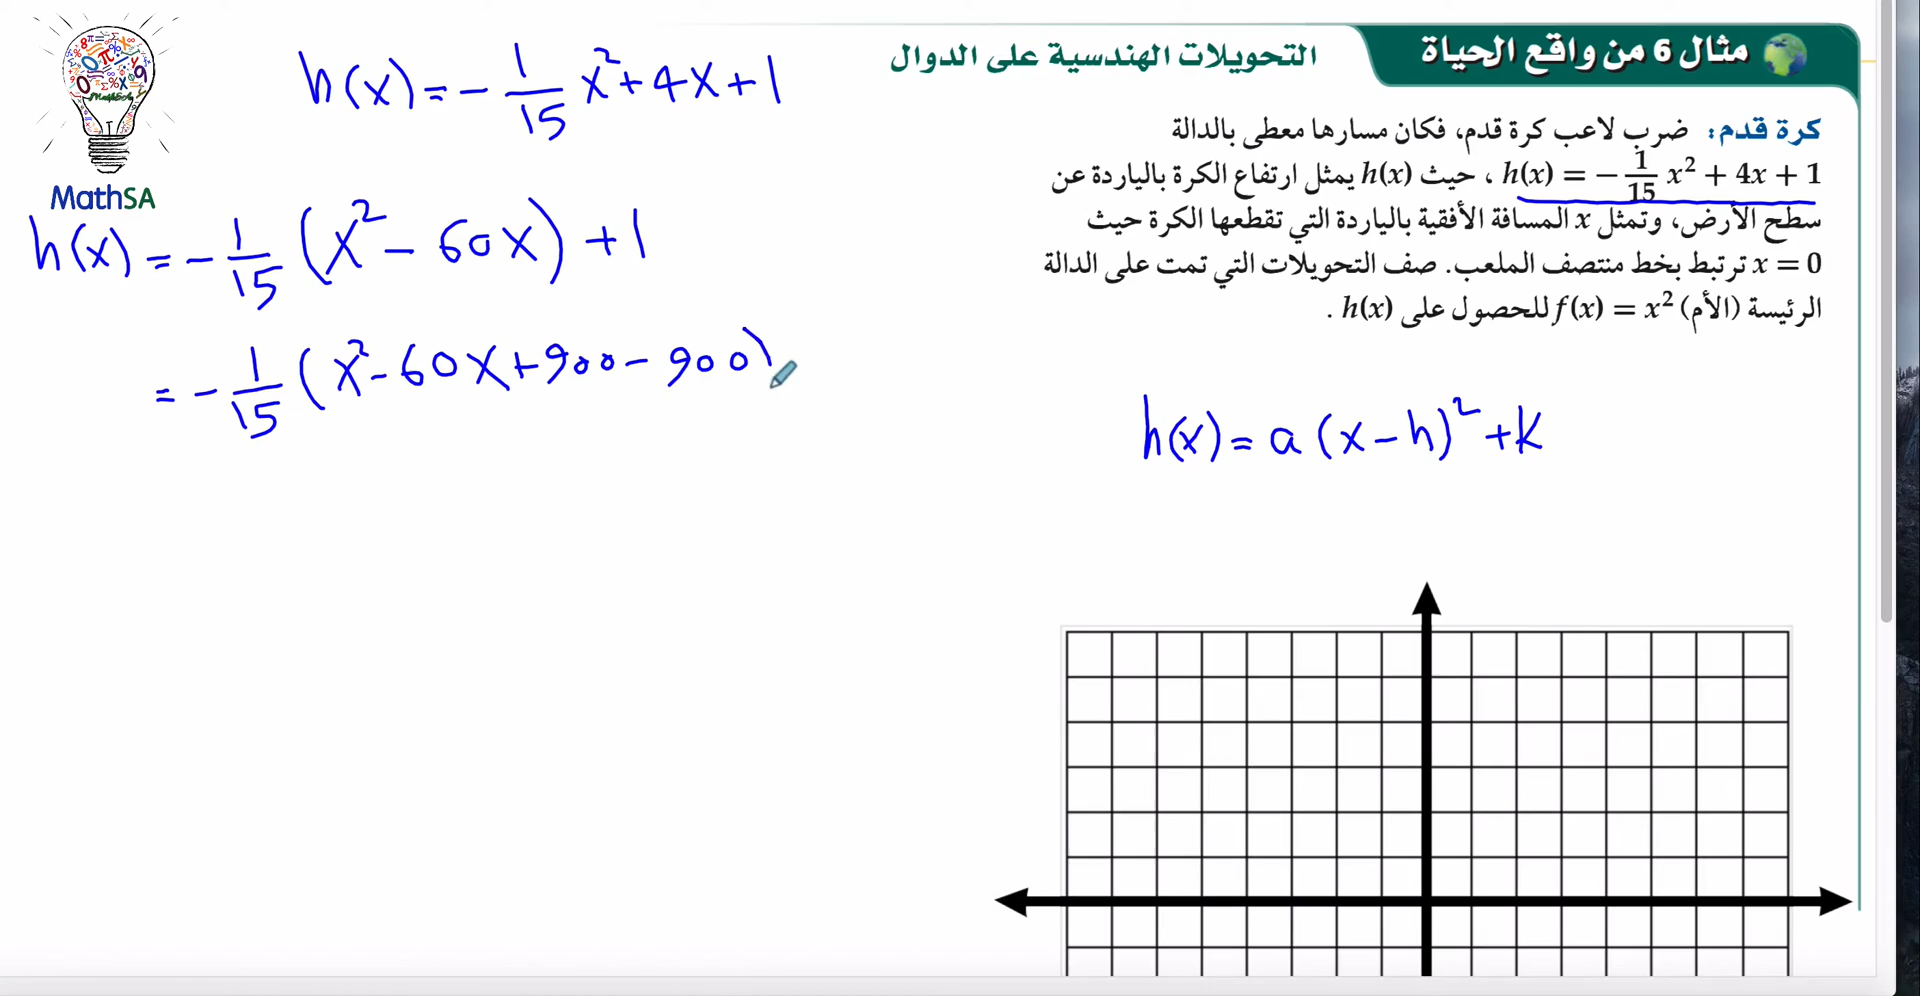 مثال 6 من واقع الحياة
التحويلات الهندسية على الدوال
كرة قدم: ضرب لاعب كرة قدم، فكان مسارها معطى بالدالة
h(x) = −1/15 x² + 4x + 1 ، حيث h(x) يمثل ارتفاع الكرة بالياردة عن
سطح الأرض، وتمثل x المسافة الأفقية بالياردة التي تقطعها الكرة حيث
x = 0 ترتبط بخط منتصف الملعب. صف التحويلات التي تمت على الدالة
الرئيسة (الأم) f(x) = x² للحصول على h(x) .
h(x) = a(x−h)² + k
MathSA
h(x) = −1/15 x² + 4x + 1
h(x) = −1/15 (x² − 60x) + 1
= −1/15 (x² − 60x + 900 − 900)